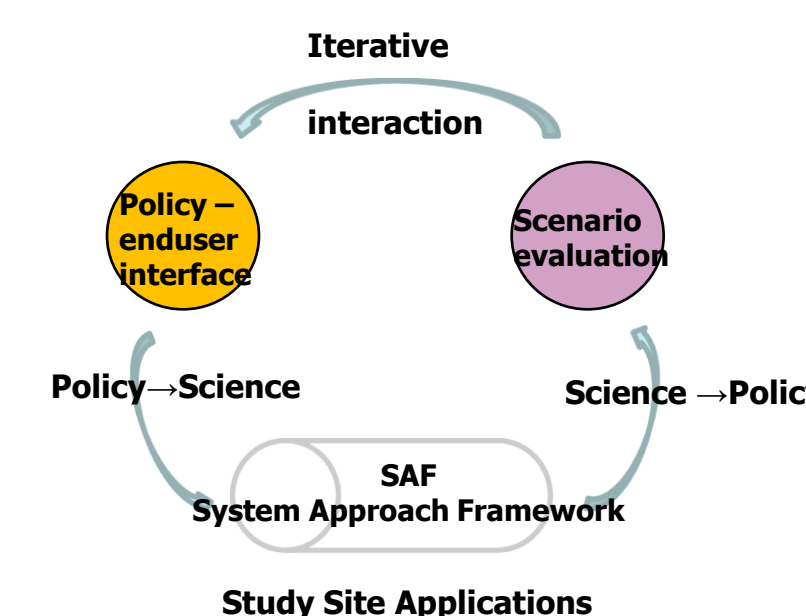 Iterative
interaction
Policy –
enduser
interface
Scenario
evaluation
Policy→Science
Science →Polic
SAF
System Approach Framework
Study Site Applications